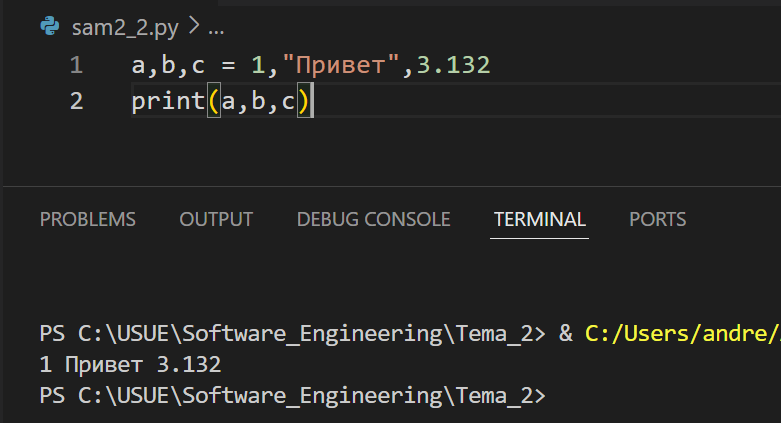 sam2_2.py > ...
1 a,b,c = 1,"Привет",3.132
2 print(a,b,c)
PROBLEMS OUTPUT DEBUG CONSOLE TERMINAL PORTS
PS C:\USUE\Software_Engineering\Tema_2> & C:/Users/andre/
1 Привет 3.132
PS C:\USUE\Software_Engineering\Tema_2>